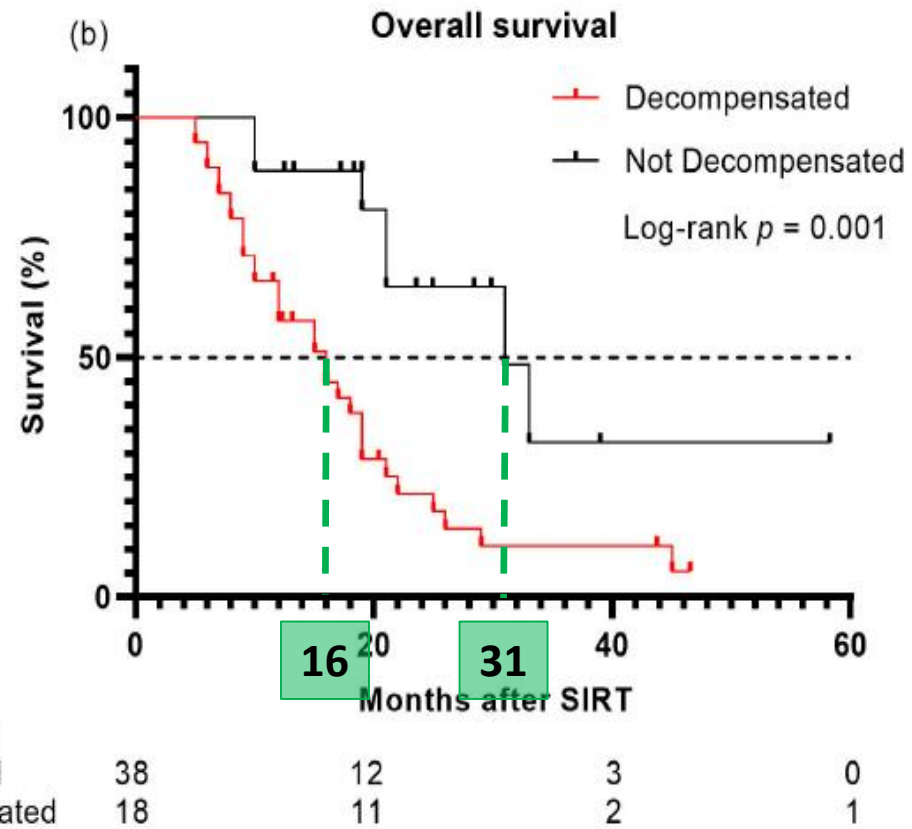 (b) Overall survival
Decompensated
Not Decompensated
Log-rank p = 0.001
Survival (%)
100
50
0
0 20 40 60
16 31
Months after SIRT
38 12 3 0
ated 18 11 2 1